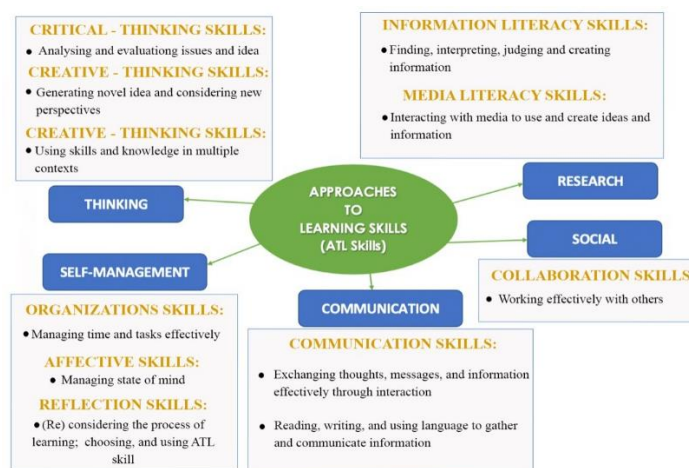 CRITICAL - THINKING SKILLS:
● Analysing and evaluationg issues and idea
CREATIVE - THINKING SKILLS:
● Generating novel idea and considering new
perspectives
CREATIVE - THINKING SKILLS:
● Using skills and knowledge in multiple
contexts
THINKING
INFORMATION LITERACY SKILLS:
● Finding, interpreting, judging and creating
information
MEDIA LITERACY SKILLS:
● Interacting with media to use and create ideas and
information
RESEARCH
APPROACHES
TO
LEARNING SKILLS
(ATL Skills)
SOCIAL
COLLABORATION SKILLS:
● Working effectively with others
SELF-MANAGEMENT
ORGANIZATIONS SKILLS:
● Managing time and tasks effectively
AFFECTIVE SKILLS:
● Managing state of mind
REFLECTION SKILLS:
● (Re) considering the process of
learning; choosing, and using ATL
skill
COMMUNICATION
COMMUNICATION SKILLS:
● Exchanging thoughts, messages, and information
effectively through interaction
● Reading, writing, and using language to gather
and communicate information